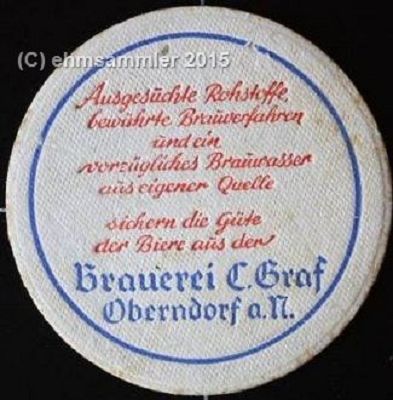 (C) ehmsammler 2015
Ausgesuchte Rohstoffe,
bewährte Brauverfahren
und ein
vorzügliches Brauwasser
aus eigener Quelle
sichern die Güte
der Biere aus der
Brauerei C. Graf
Oberndorf a.N.